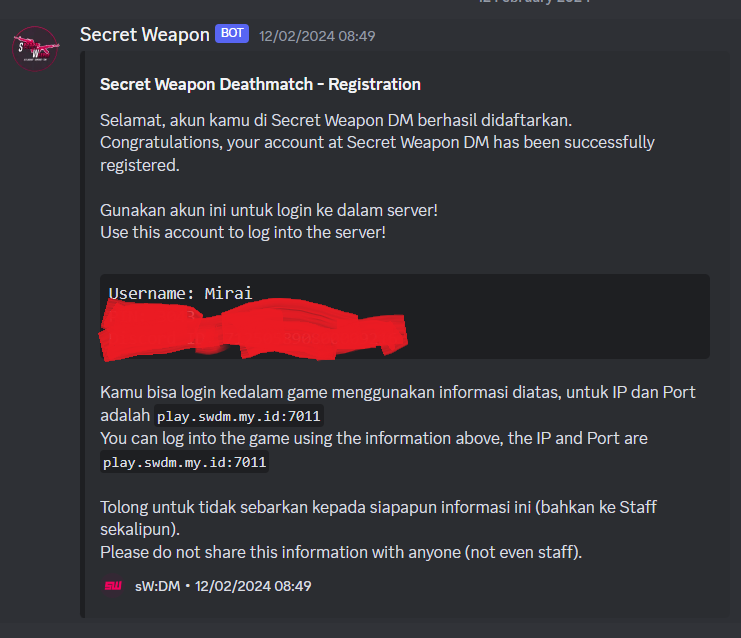 12 February 2024
Secret Weapon BOT 12/02/2024 08:49
Secret Weapon Deathmatch - Registration
Selamat, akun kamu di Secret Weapon DM berhasil didaftarkan.
Congratulations, your account at Secret Weapon DM has been successfully
registered.
Gunakan akun ini untuk login ke dalam server!
Use this account to log into the server!
Username: Mirai
Kamu bisa login kedalam game menggunakan informasi diatas, untuk IP dan Port
adalah play.swdm.my.id:7011
You can log into the game using the information above, the IP and Port are
play.swdm.my.id:7011
Tolong untuk tidak sebarkan kepada siapapun informasi ini (bahkan ke Staff
sekalipun).
Please do not share this information with anyone (not even staff).
SW sW:DM • 12/02/2024 08:49